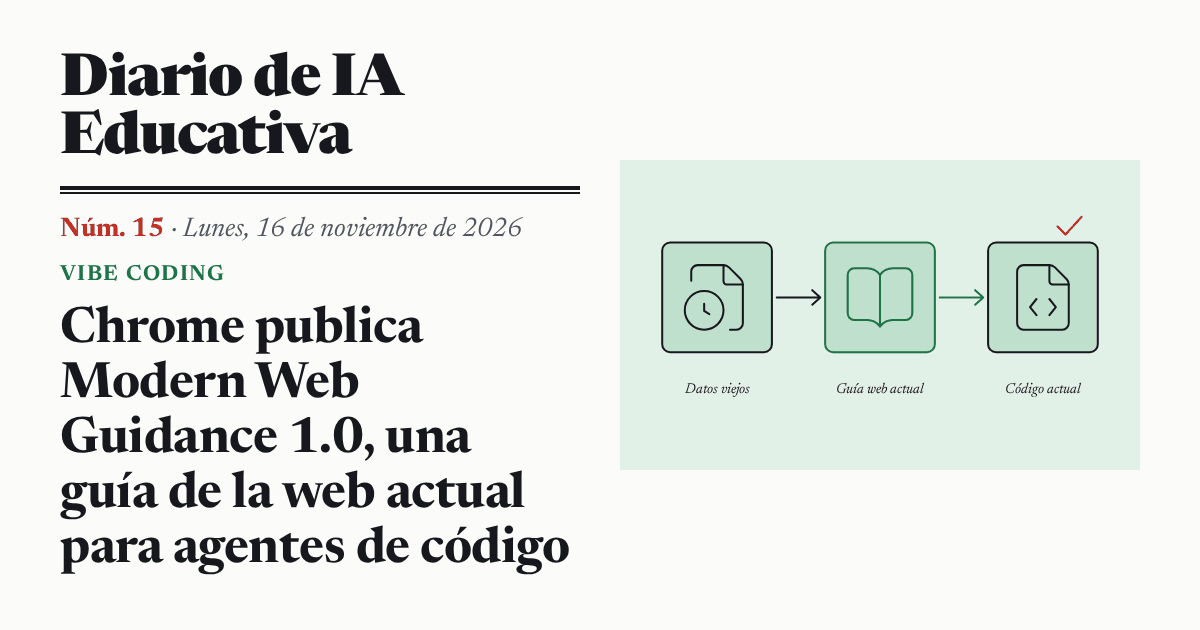 Diario de IA
Educativa
Núm. 15 · Lunes, 16 de noviembre de 2026
VIBE CODING
Chrome publica
Modern Web
Guidance 1.0, una
guía de la web actual
para agentes de código
Datos viejos
Guía web actual
Código actual